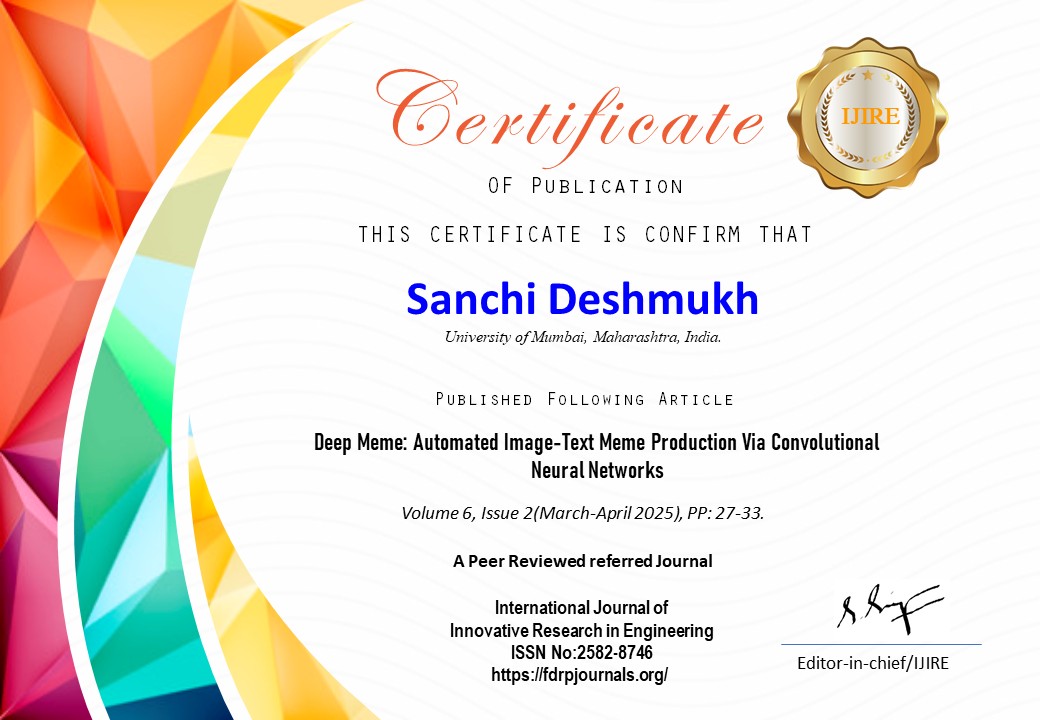 Certificate
IJIRE
OF PUBLICATION
THIS CERTIFICATE IS CONFIRM THAT
Sanchi Deshmukh
University of Mumbai, Maharashtra, India.
PUBLISHED FOLLOWING ARTICLE
Deep Meme: Automated Image-Text Meme Production Via Convolutional
Neural Networks
Volume 6, Issue 2(March-April 2025), PP: 27-33.
A Peer Reviewed referred Journal
International Journal of
Innovative Research in Engineering
ISSN No:2582-8746
https://fdrpjournals.org/
Editor-in-chief/IJIRE